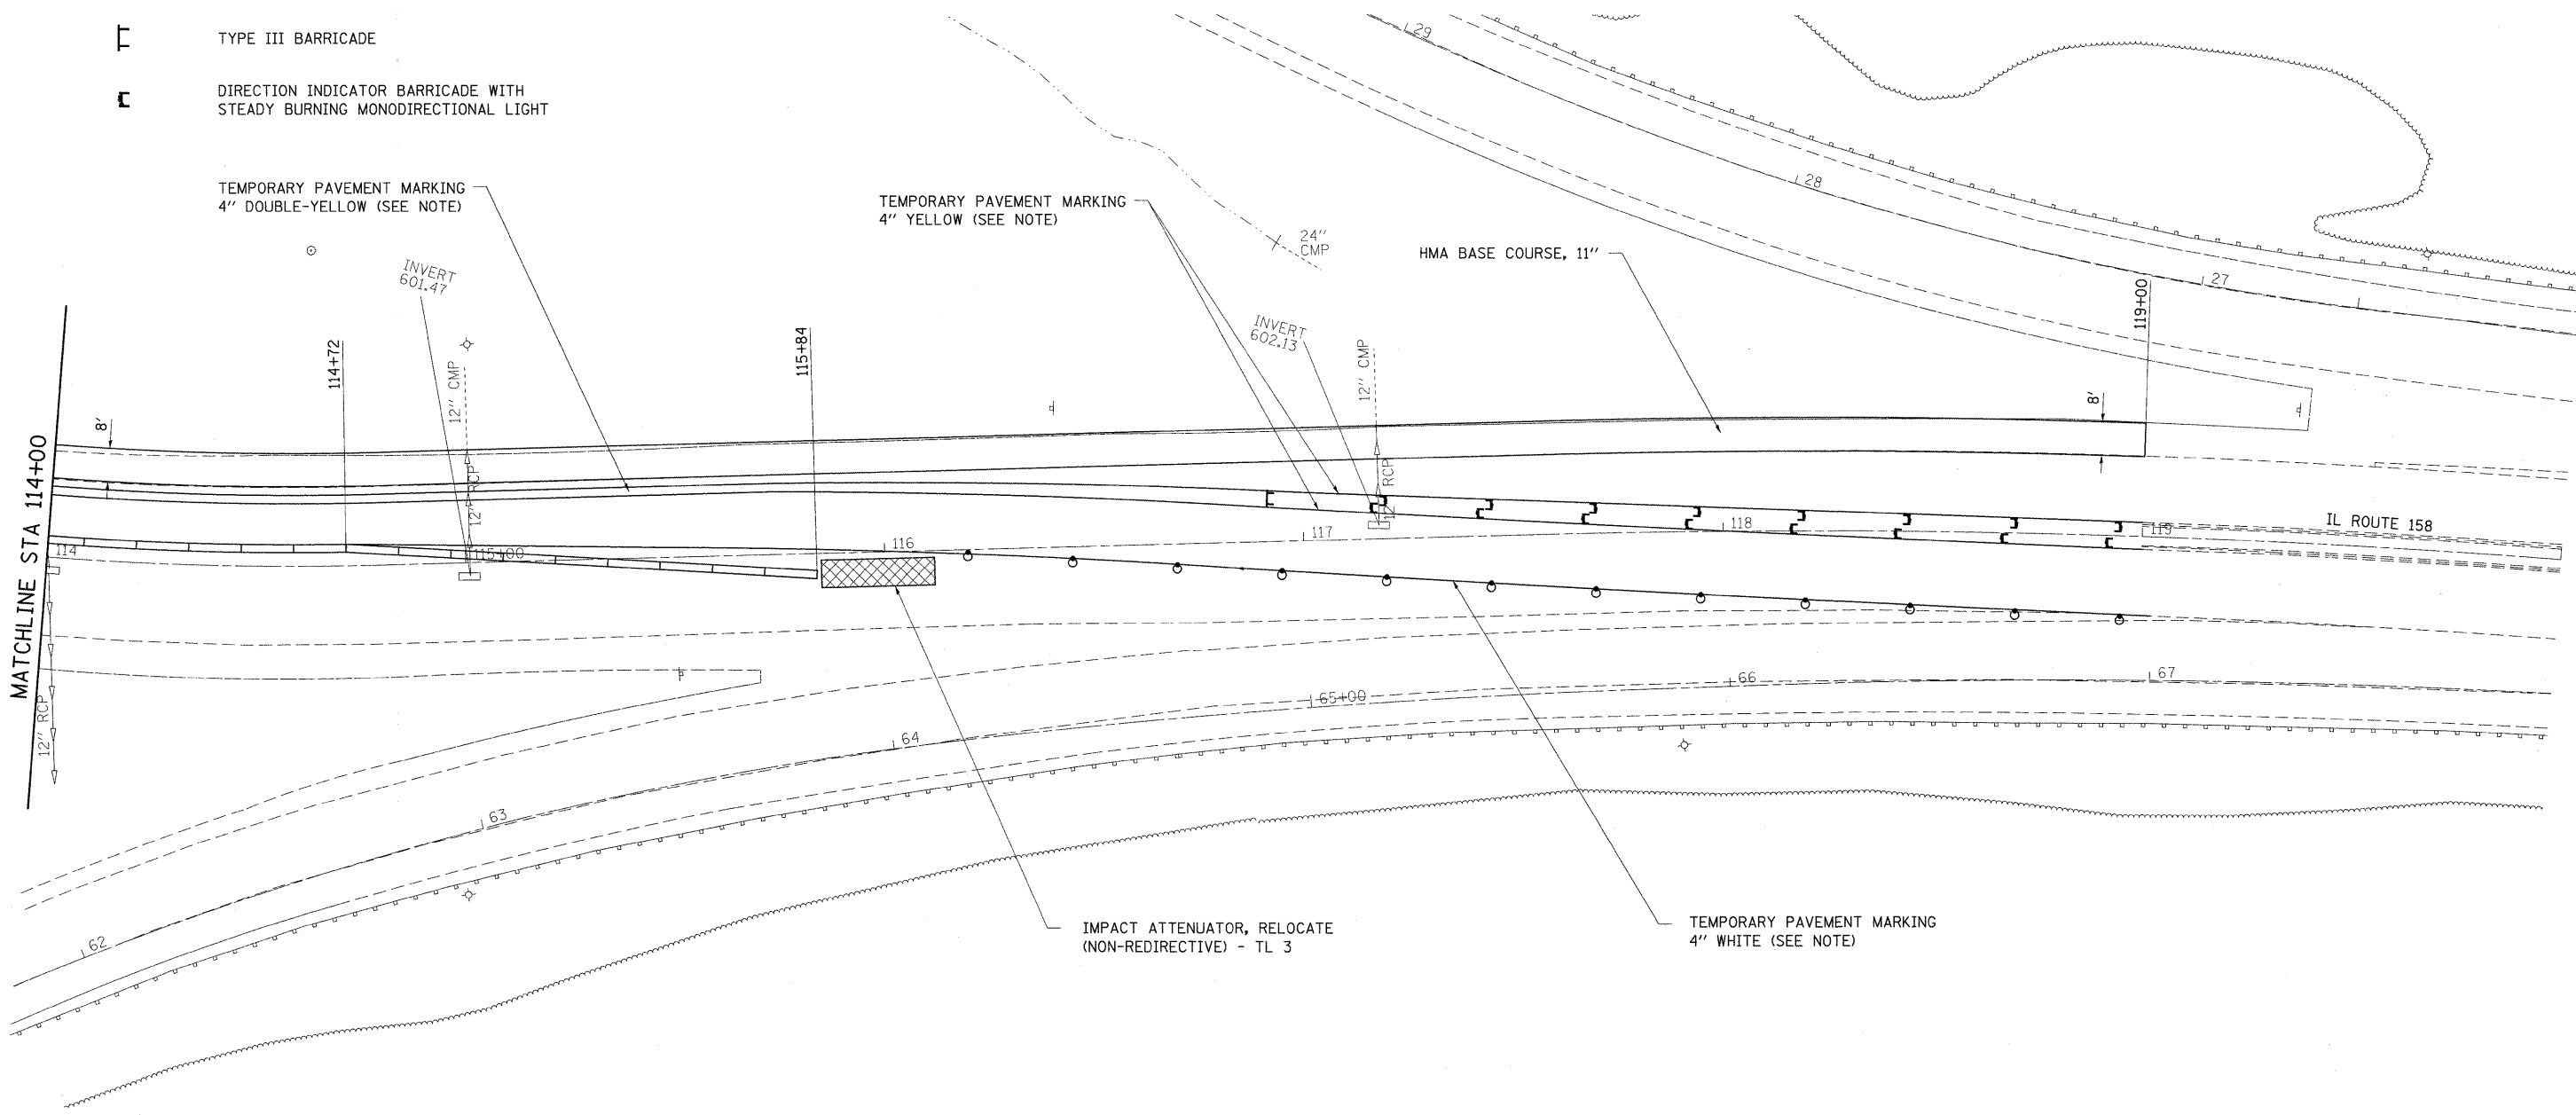 TYPE III BARRICADE
DIRECTION INDICATOR BARRICADE WITH
STEADY BURNING MONODIRECTIONAL LIGHT
TEMPORARY PAVEMENT MARKING
4" DOUBLE-YELLOW (SEE NOTE)
TEMPORARY PAVEMENT MARKING
4" YELLOW (SEE NOTE)
24"
CMP
HMA BASE COURSE, 11"
29
28
27
INVERT
601.47
INVERT
602.13
114+72
12" CMP
115+84
12" CMP
119+00
8'
8'
MATCHLINE STA 114+00
12" RCP
12" RCP
114
115+00
116
117
118
119
IL ROUTE 158
12" RCP
62
63
64
65+00
66
67
IMPACT ATTENUATOR, RELOCATE
(NON-REDIRECTIVE) - TL 3
TEMPORARY PAVEMENT MARKING
4" WHITE (SEE NOTE)